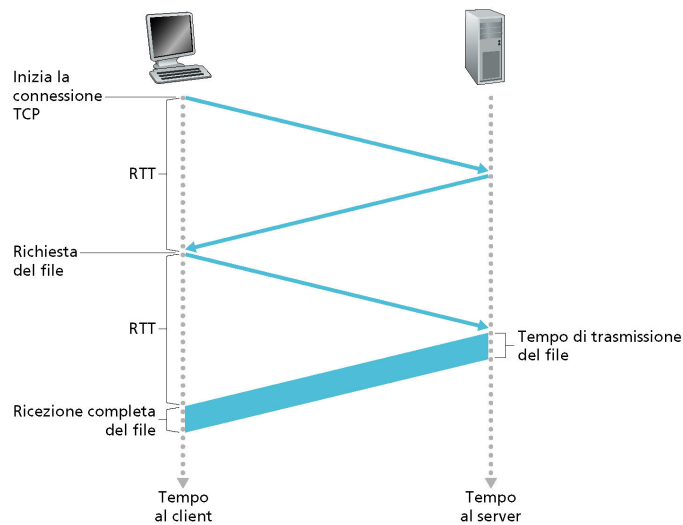 Inizia la
connessione
TCP
RTT
Richiesta
del file
RTT
Tempo di trasmissione
del file
Ricezione completa
del file
Tempo
al client
Tempo
al server